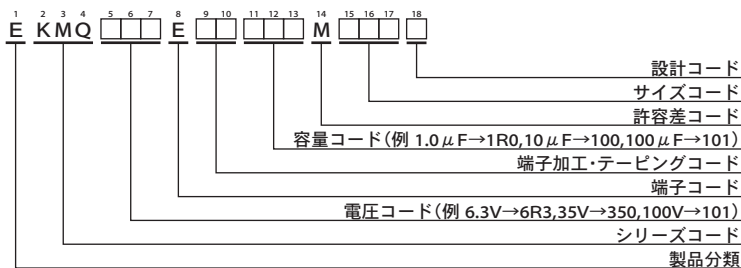 1 2 3 4 5 6 7 8 9 10 11 12 13 14 15 16 17 18
E KMQ □□□ E □□ □□□ M □□□ □
設計コード
サイズコード
許容差コード
容量コード(例 1.0μF→1R0,10μF→100,100μF→101)
端子加工・テーピングコード
端子コード
電圧コード(例 6.3V→6R3,35V→350,100V→101)
シリーズコード
製品分類